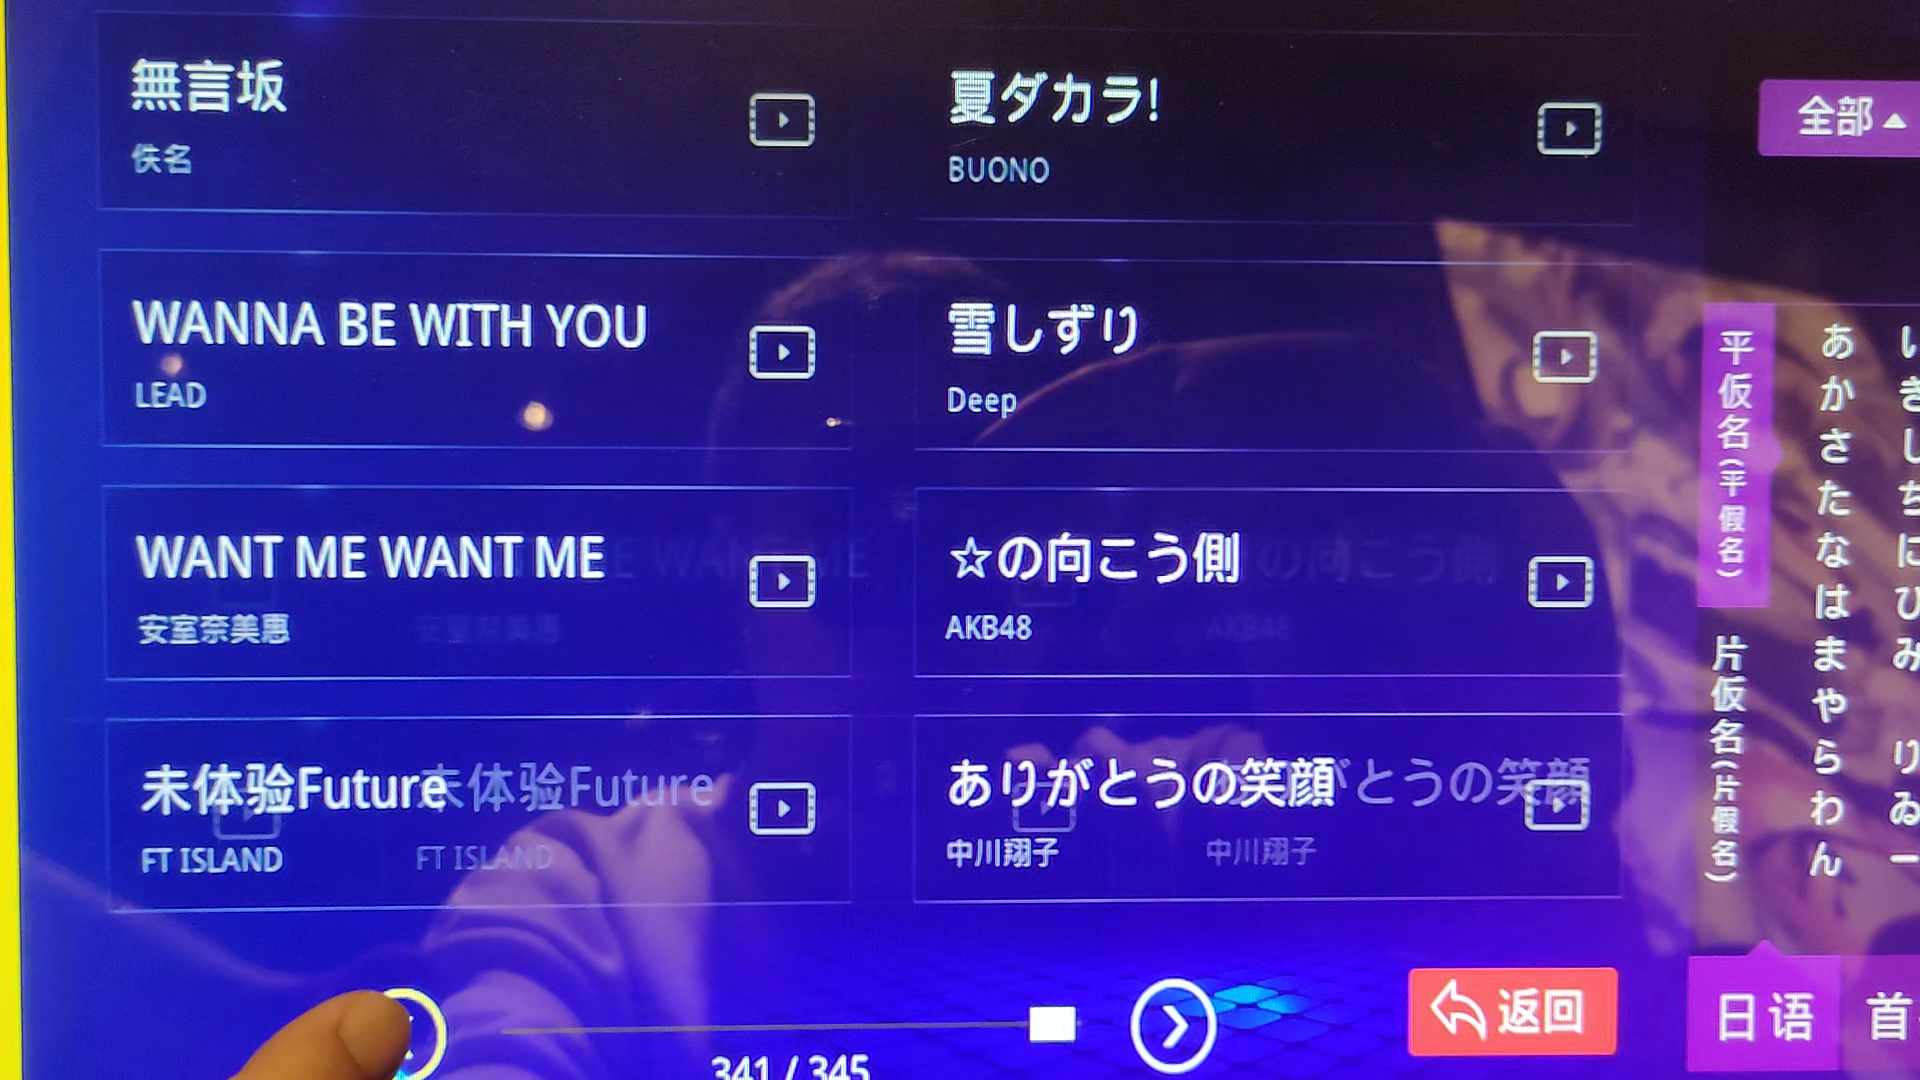 無言坂
佚名
夏ダカラ!
BUONO
WANNA BE WITH YOU
LEAD
雪しずり
Deep
WANT ME WANT ME
安室奈美惠
☆の向こう側
AKB48
未体验Future
FT ISLAND
ありがとうの笑顔
中川翔子
341 / 345
返回
全部
平仮名(平假名)
片仮名(片假名)
あかさたなはまやらわん
いきしちにひみ りゐー
日语
首